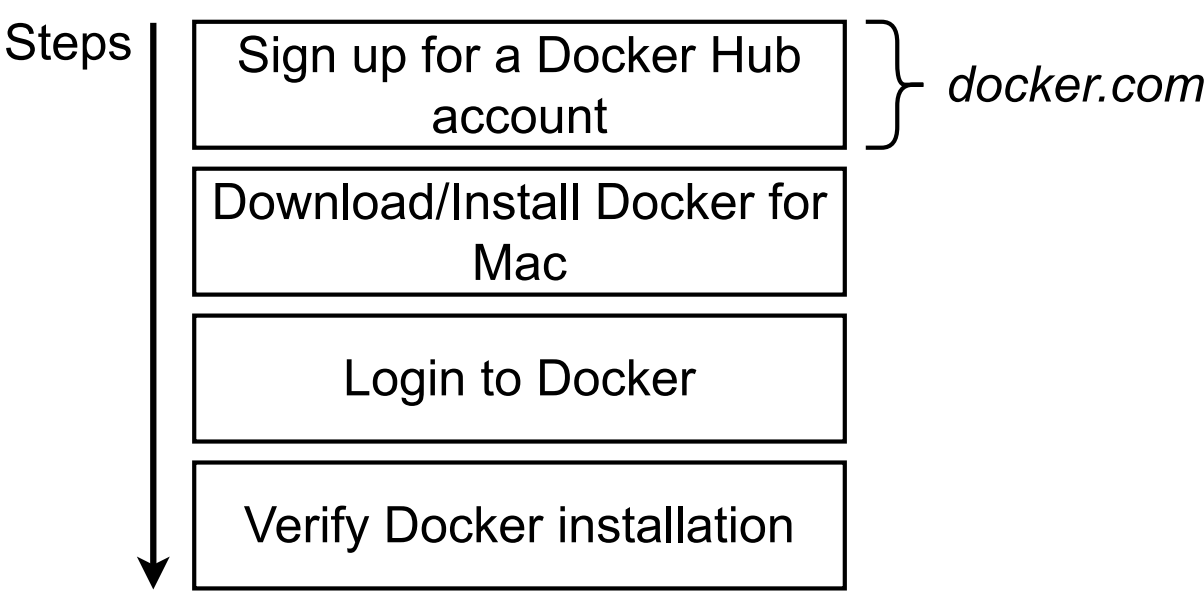 Steps
Sign up for a Docker Hub
account
docker.com
Download/Install Docker for
Mac
Login to Docker
Verify Docker installation